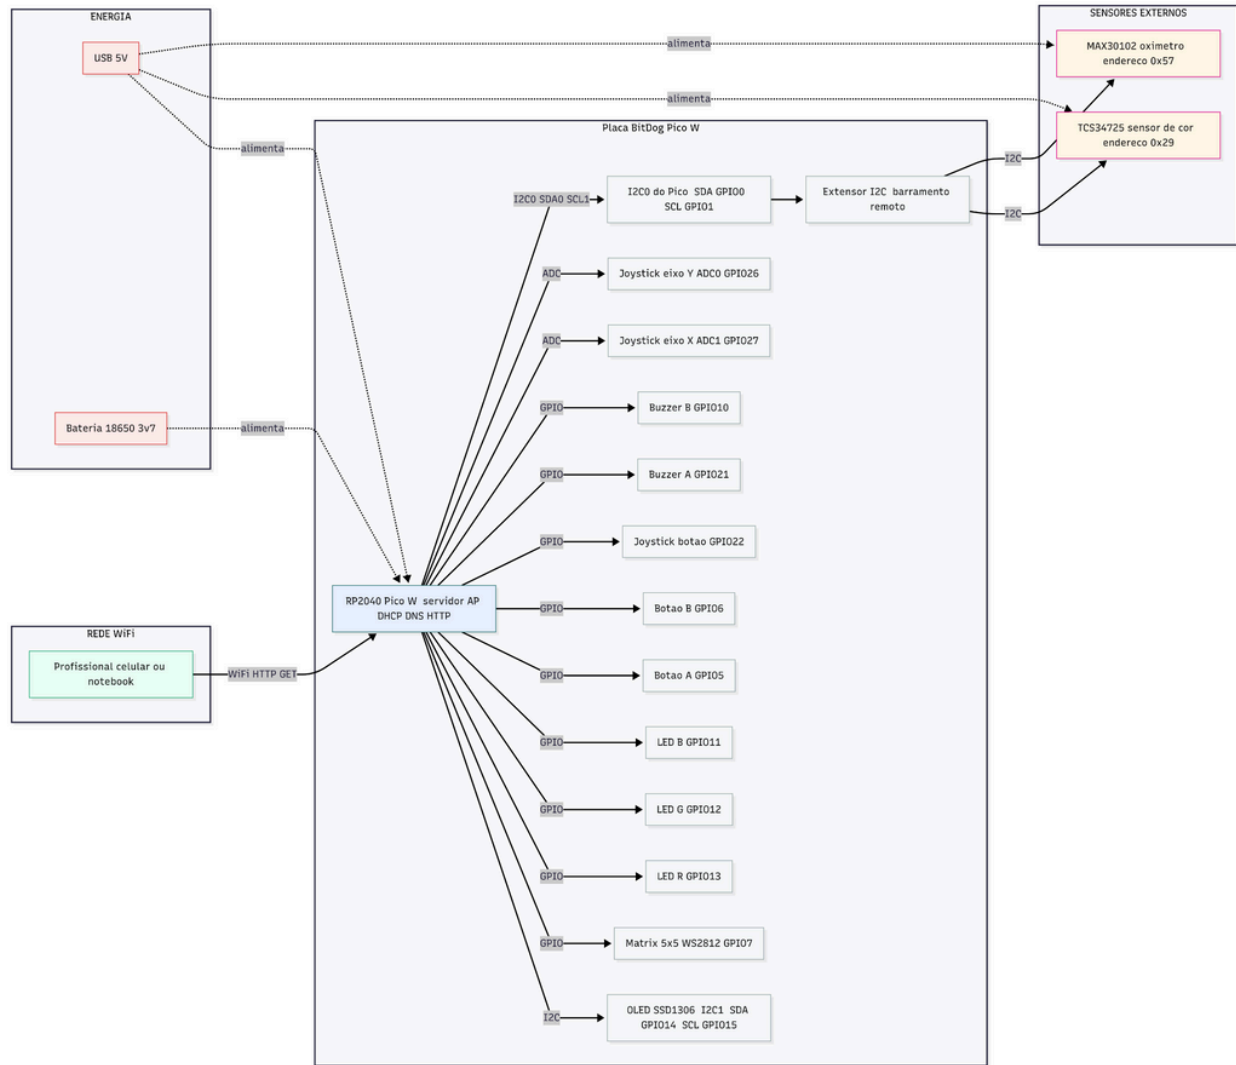 ENERGIA
SENSORES EXTERNOS
USB 5V
alimenta
MAX30102 oximetro
endereco 0x57
alimenta
TCS34725 sensor de cor
endereco 0x29
Placa BitDog Pico W
alimenta
I2C
I2C0 SDA0 SCL1
I2C0 do Pico SDA GPIO0
SCL GPIO1
Extensor I2C barramento
remoto
I2C
ADC
Joystick eixo Y ADC0 GPIO26
ADC
Joystick eixo X ADC1 GPIO27
GPIO
Buzzer B GPIO10
Bateria 18650 3v7
alimenta
GPIO
Buzzer A GPIO21
GPIO
Joystick botao GPIO22
RP2040 Pico W servidor AP
DHCP DNS HTTP
GPIO
Botao B GPIO6
REDE WiFi
Profissional celular ou
notebook
WiFi HTTP GET
GPIO
Botao A GPIO5
GPIO
LED B GPIO11
GPIO
LED G GPIO12
GPIO
LED R GPIO13
GPIO
Matrix 5x5 WS2812 GPIO7
I2C
OLED SSD1306 I2C1 SDA
GPIO14 SCL GPIO15